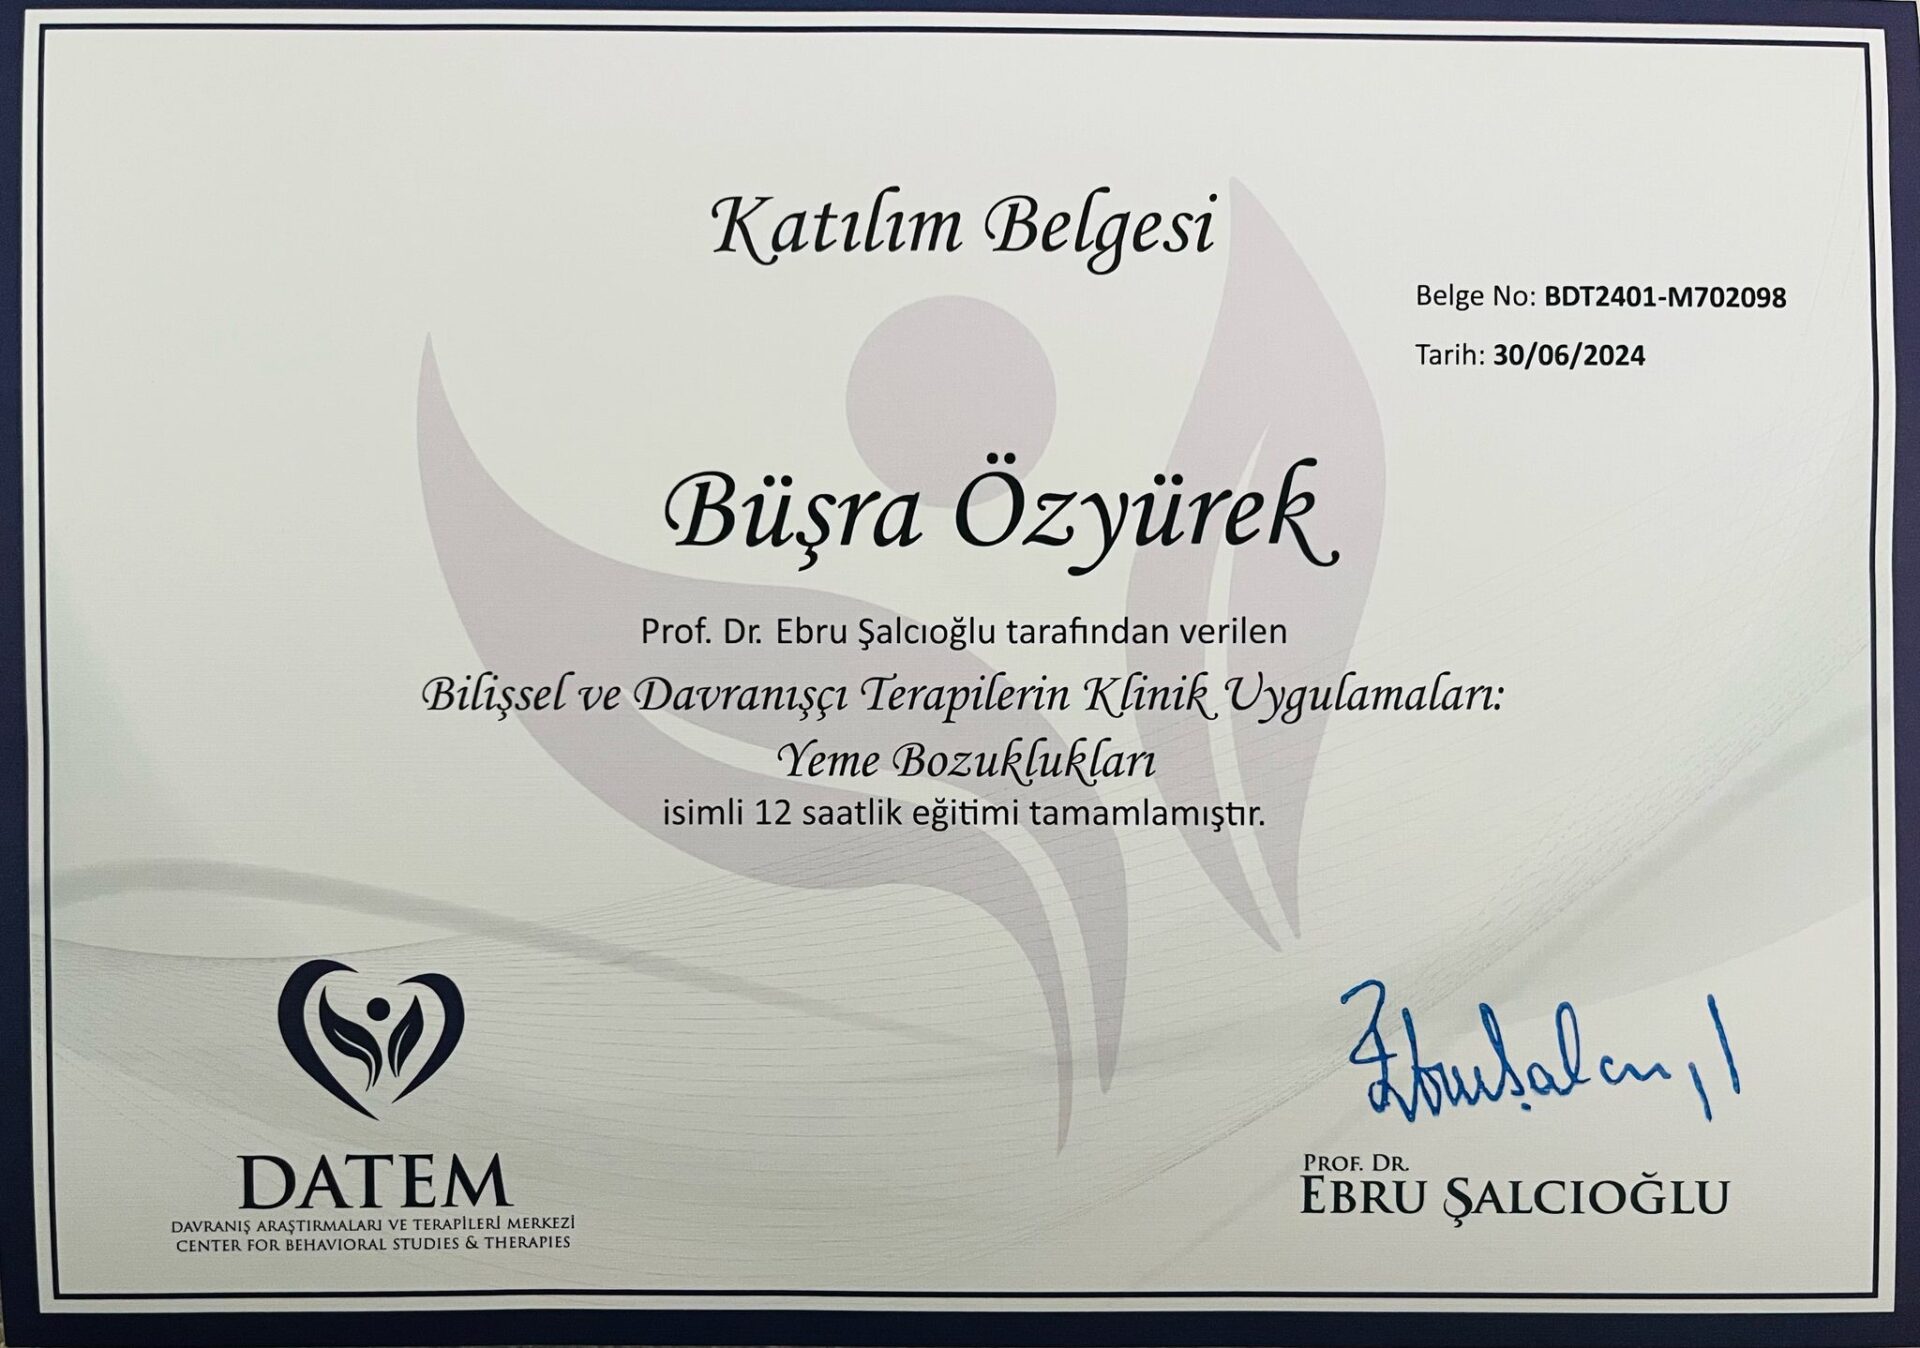 Katılım Belgesi
Belge No: BDT2401-M702098
Tarih: 30/06/2024
Büşra Özyürek
Prof. Dr. Ebru Şalcıoğlu tarafından verilen
Bilişsel ve Davranışçı Terapilerin Klinik Uygulamaları:
Yeme Bozuklukları
isimli 12 saatlik eğitimi tamamlamıştır.
DATEM
DAVRANIŞ ARAŞTIRMALARI VE TERAPİLERİ MERKEZİ
CENTER FOR BEHAVIORAL STUDIES & THERAPIES
PROF. DR.
EBRU ŞALCIOĞLU